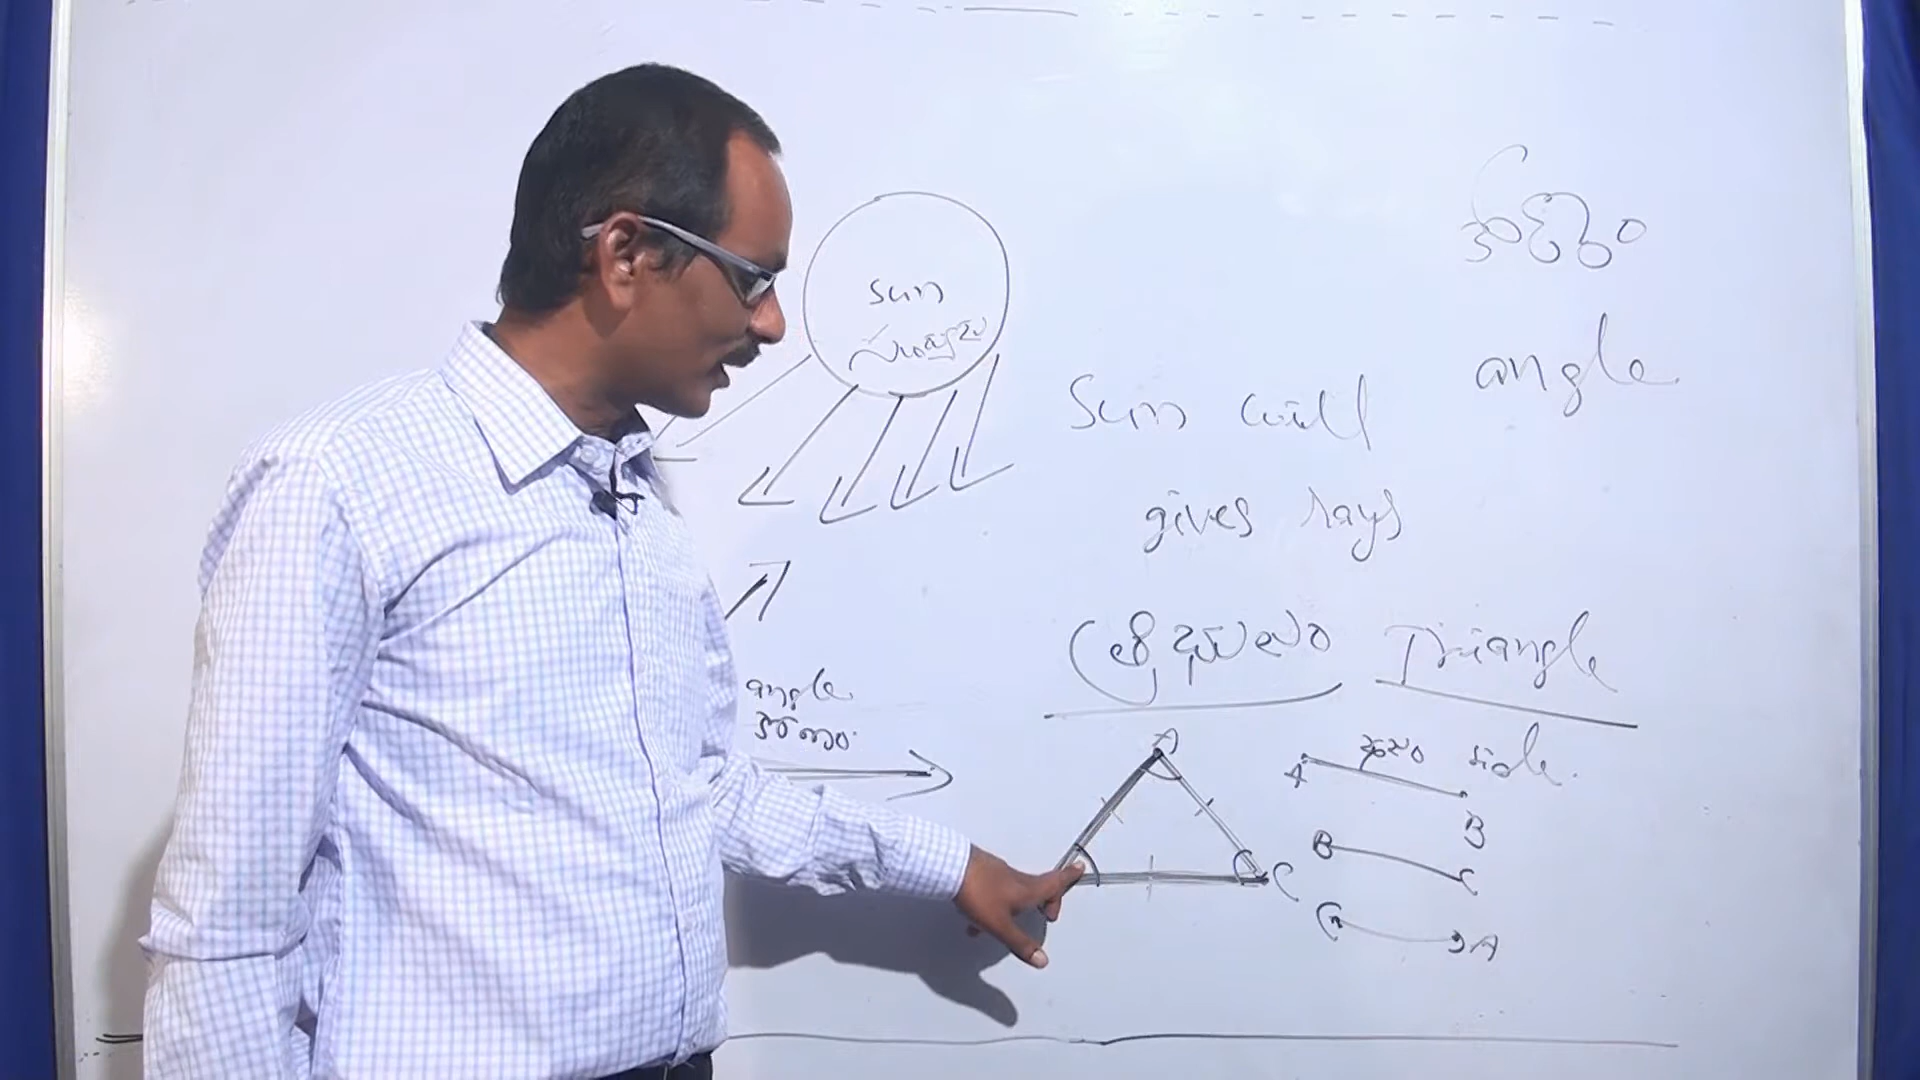 sun
సూర్యుడు
angle
Sun will
gives rays
త్రిభుజం Triangle
angle
కోణం
A
C
A భుజం side.
B
B C
C A